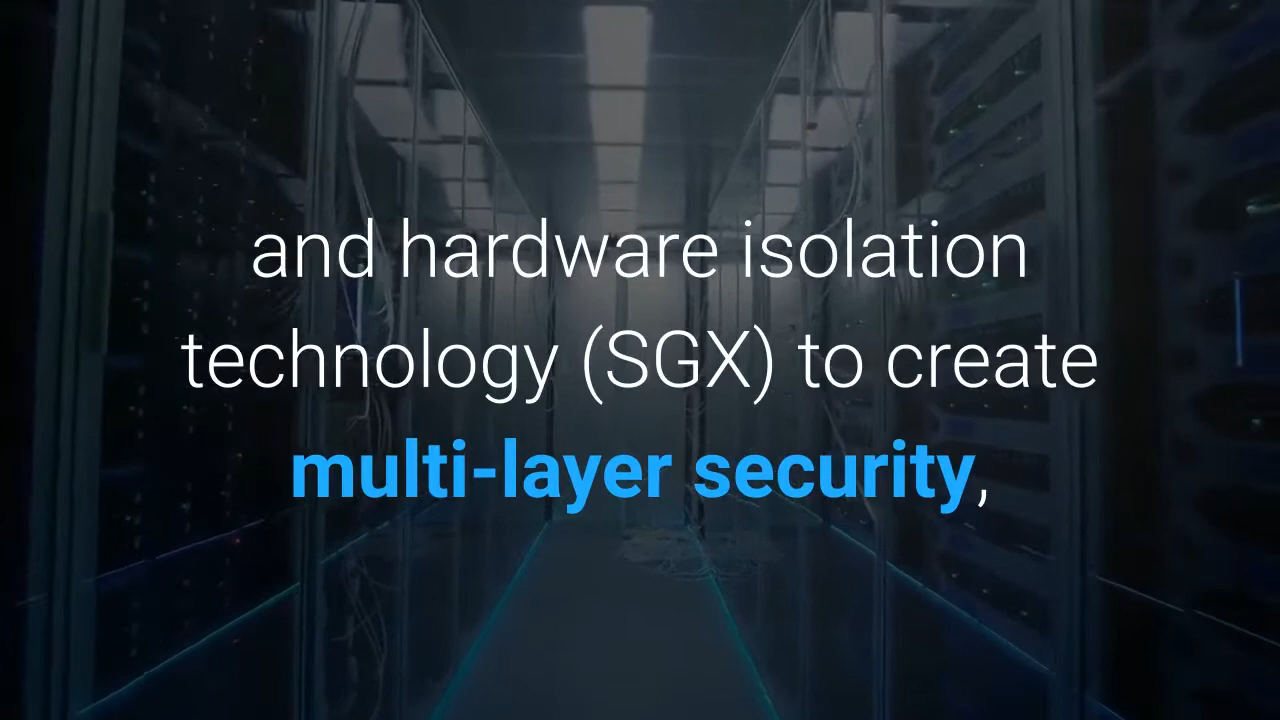 and hardware isolation
technology (SGX) to create
multi-layer security,